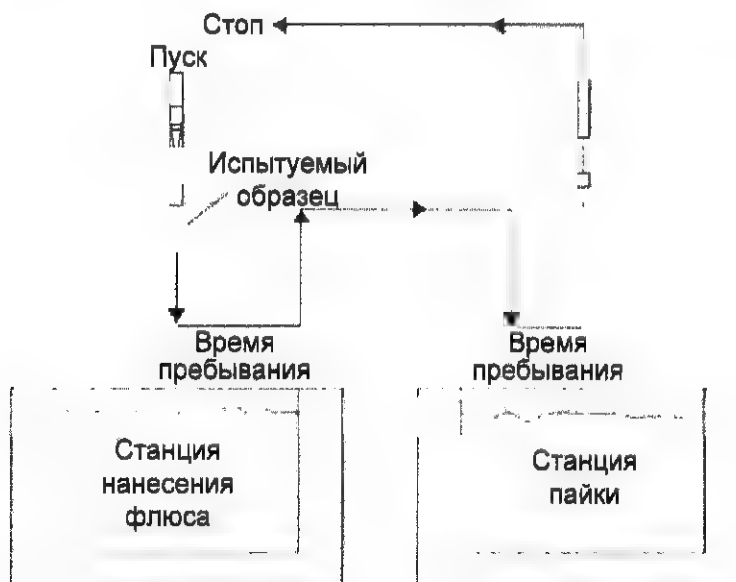 Стоп
Пуск
Испытуемый
образец
Время
пребывания
Время
пребывания
Станция
нанесения
флюса
Станция
пайки